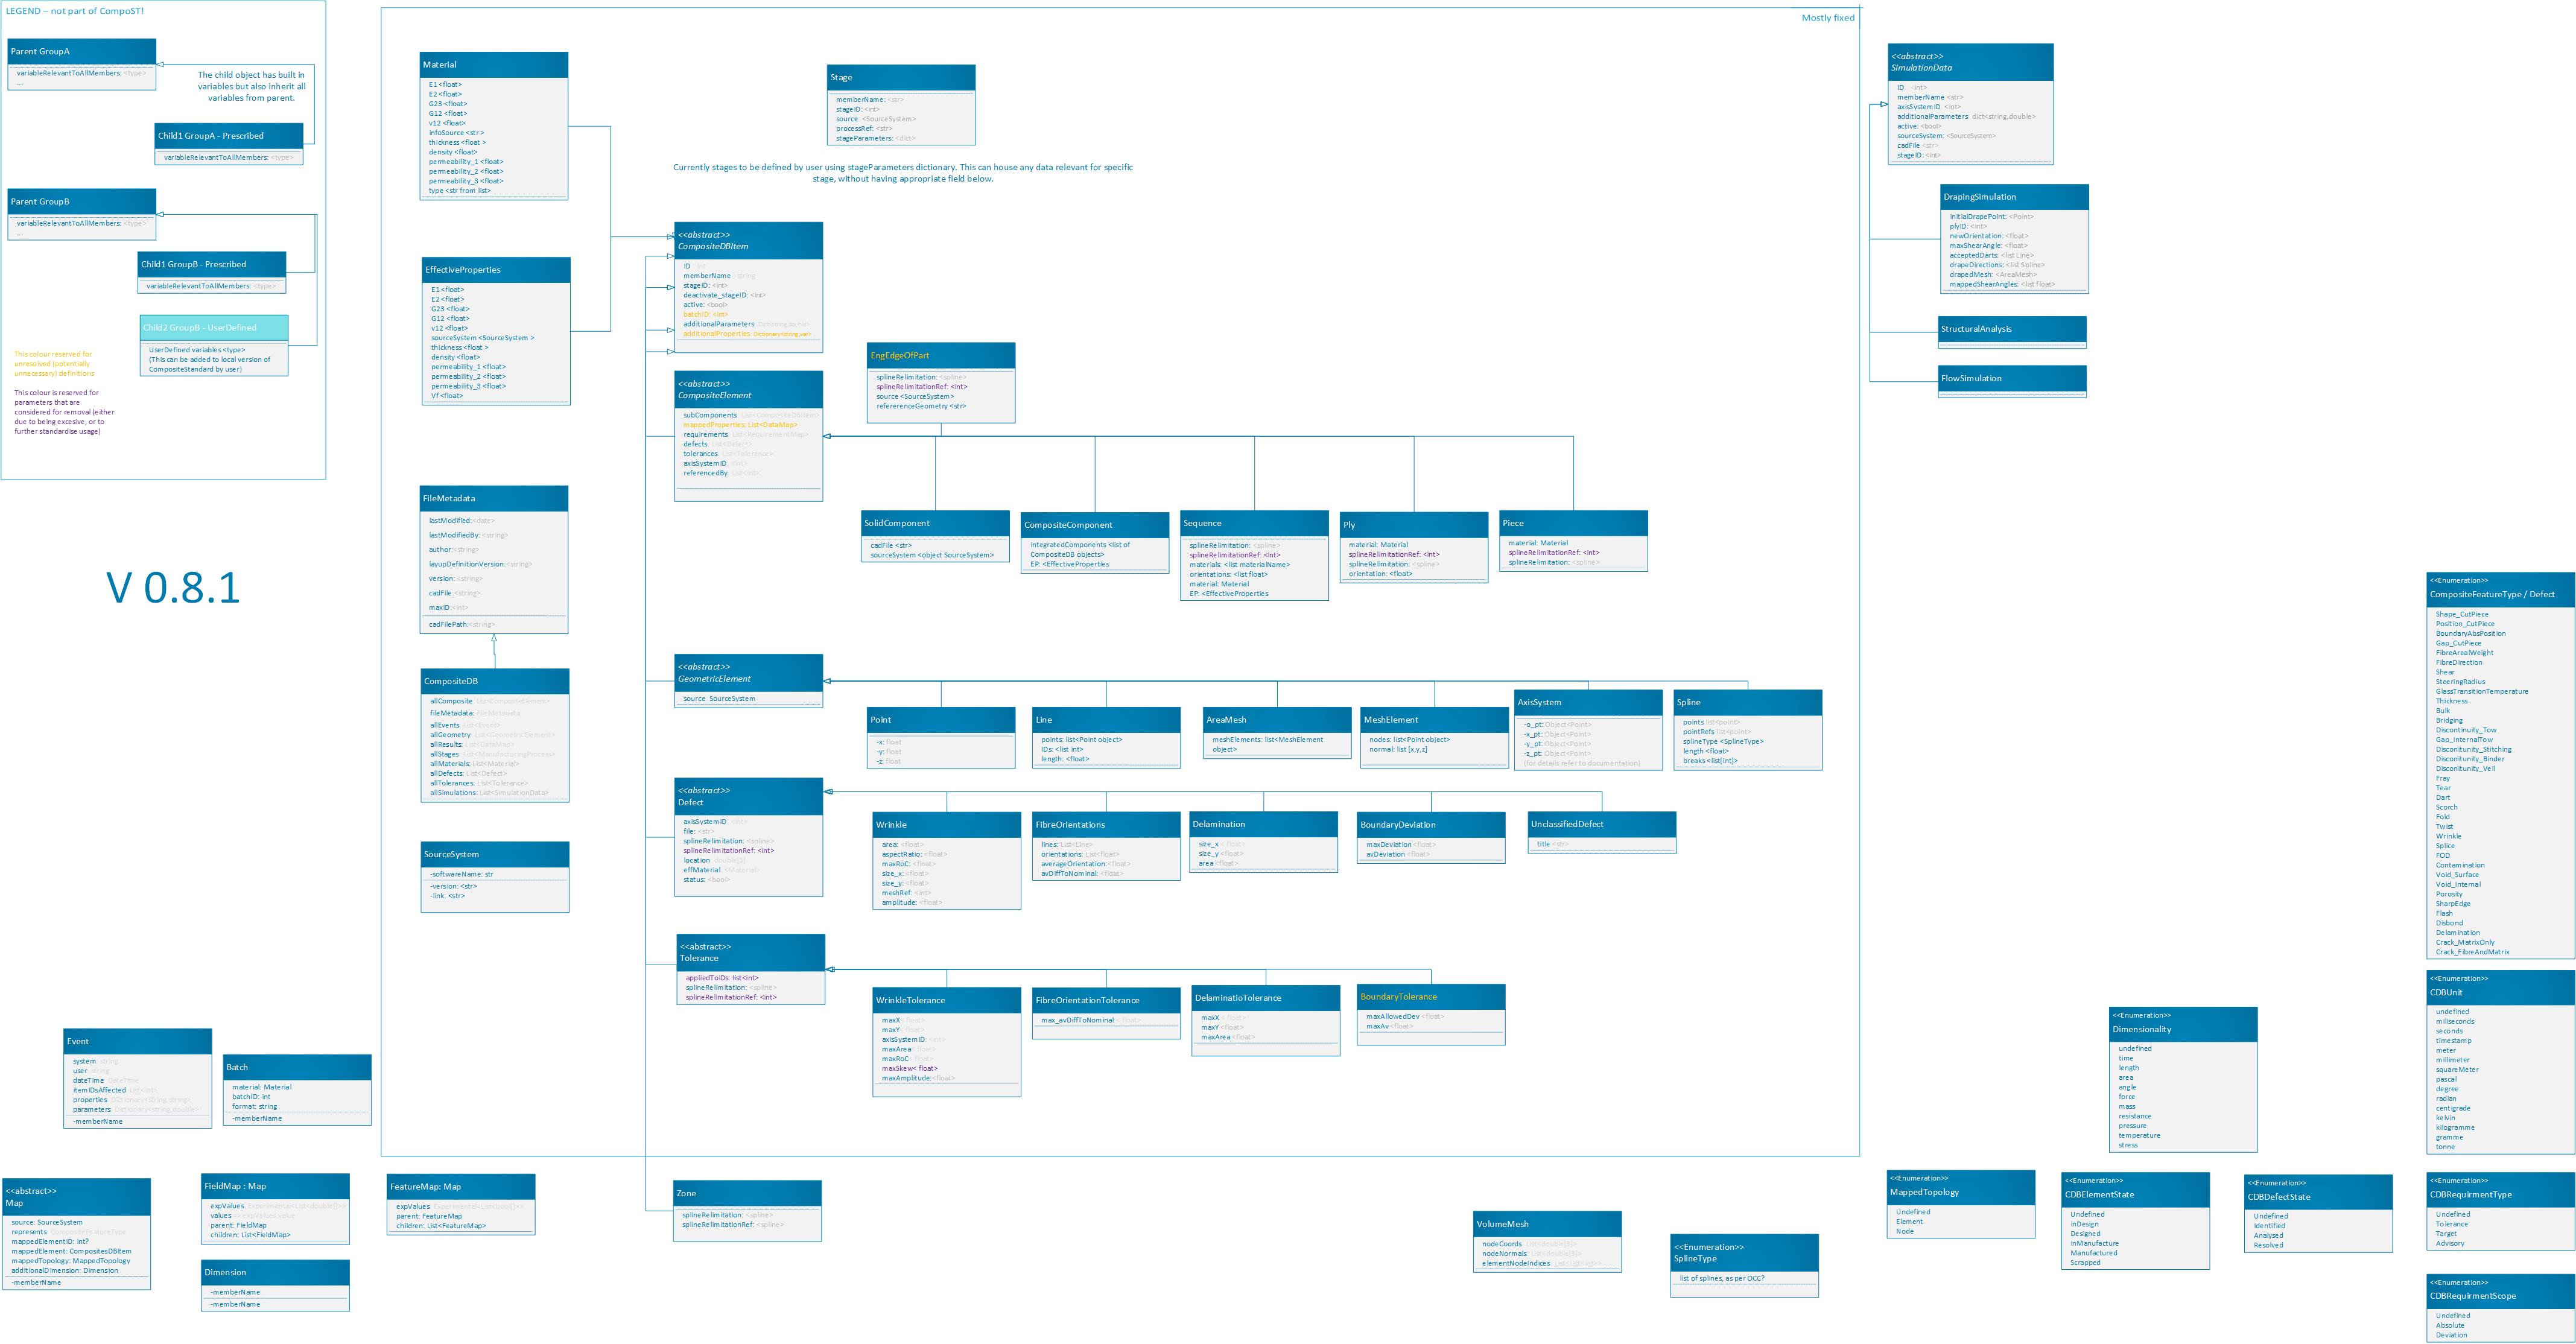 LEGEND – not part of CompoST!
Parent GroupA
variableRelevantToAllMembers: <type>
...
The child object has built in
variables but also inherit all
variables from parent.
Child1 GroupA - Prescribed
variableRelevantToAllMembers: <type>
Parent GroupB
variableRelevantToAllMembers: <type>
...
Child1 GroupB - Prescribed
variableRelevantToAllMembers: <type>
Child2 GroupB - UserDefined
UserDefined variables <type>
(This can be added to local version of
CompositeStandard by user)
This colour reserved for
unresolved (potentially
unnecessary) definitions
This colour is reserved for
parameters that are
considered for removal (either
due to being excesive, or to
further standardise usage)
V 0.8.1
Mostly fixed
Material
E1 <float>
E2 <float>
G23 <float>
G12 <float>
v12 <float>
infoSource <str >
thickness <float >
density <float>
permeability_1 <float>
permeability_2 <float>
permeability_3 <float>
type <str from list>
Stage
memberName: <str>
stageID: <int>
source <SourceSystem>
processRef: <str>
stageParameters: <dict>
Currently stages to be defined by user using stageParameters dictionary. This can house any data relevant for specific
stage, without having appropriate field below.
EffectiveProperties
E1 <float>
E2 <float>
G23 <float>
G12 <float>
v12 <float>
sourceSystem <SourceSystem >
thickness <float >
density <float>
permeability_1 <float>
permeability_2 <float>
permeability_3 <float>
Vf <float>
<<abstract>>
CompositeDBItem
ID int
memberName string
stageID: <int>
deactivate_stageID: <int>
active: <bool>
batchID: <int>
additionalParameters Dict<string,double>
additionalProperties: Dictionary<string,var>
<<abstract>>
CompositeElement
subComponents List<CompositeDBItem>
mappedProperties: List<DataMap>
requirements List<RequirementMap>
defects List<Defect>
tolerances List<Tolerance>
axisSystemID <int>
referencedBy List<int>
EngEdgeOfPart
splineRelimitation: <spline>
splineRelimitationRef: <int>
source <SourceSystem>
refererenceGeometry <str>
SolidComponent
cadFile <str>
sourceSystem <object SourceSystem>
CompositeComponent
integratedComponents <list of
CompositeDB objects>
EP: <EffectiveProperties
Sequence
splineRelimitation: <spline>
splineRelimitationRef: <int>
materials: <list materialName>
orientations: <list float>
material: Material
EP: <EffectiveProperties
Ply
material: Material
splineRelimitationRef: <int>
splineRelimitation: <spline>
orientation: <float>
Piece
material: Material
splineRelimitationRef: <int>
splineRelimitation: <spline>
FileMetadata
lastModified:<date>
lastModifiedBy: <string>
author:<string>
layupDefinitionVersion:<string>
version: <string>
cadFile:<string>
maxID:<int>
cadFilePath:<string>
CompositeDB
allComposite List<CompositeElement>
fileMetadata: FileMetadata
allEvents List<Event>
allGeometry List<GeometricElement>
allResults: List<DataMap>
allStages List<ManufacturingProcess>
allMaterials: List<Material>
allDefects: List<Defect>
allTolerances: List<Tolerance>
allSimulations: List<SimulationData>
SourceSystem
-softwareName: str
-version: <str>
-link: <str>
<<abstract>>
GeometricElement
source SourceSystem
Point
-x: float
-y: float
-z: float
Line
points: list<Point object>
IDs: <list int>
length: <float>
AreaMesh
meshElements: list<MeshElement
object>
MeshElement
nodes: list<Point object>
normal: list [x,y,z]
AxisSystem
-o_pt: Object<Point>
-x_pt: Object<Point>
-y_pt: Object<Point>
-z_pt: Object<Point>
(for details refer to documentation)
Spline
points list<point>
pointRefs list<point>
splineType <SplineType>
length <float>
breaks <list[int]>
<<abstract>>
Defect
axisSystemID <int>
file: <str>
splineRelimitation: <spline>
splineRelimitationRef: <int>
location double[3]
effMaterial
status: <bool>
Wrinkle
area: <float>
aspectRatio: <float>
maxRoC: <float>
size_x: <float>
size_y: <float>
meshRef: <int>
amplitude: <float>
FibreOrientations
lines: List<Line>
orientations: List<float>
averageOrientation:<float>
avDiffToNominal: <float>
Delamination
size_x < float>
size_y <float>
area <float>
BoundaryDeviation
maxDeviation <float>
avDeviation <float>
UnclassifiedDefect
title <str>
<<abstract>>
Tolerance
appliedToIDs: list<int>
splineRelimitation: <spline>
splineRelimitationRef: <int>
WrinkleTolerance
maxX< float>
maxY< float>
axisSystemID <int>
maxArea< float>
maxRoC< float>
maxSkew< float>
maxAmplitude:<float>
FibreOrientationTolerance
max_avDiffToNominal < float>
DelaminatioTolerance
maxX < float>
maxY <float>
maxArea <float>
BoundaryTolerance
maxAllowedDev <float>
maxAv <float>
<<abstract>>
SimulationData
ID <int>
memberName <str>
axisSystemID <int>
additionalParameters dict<string,double>
active: <bool>
sourceSystem: <SourceSystem>
cadFile <str>
stageID: <int>
DrapingSimulation
initialDrapePoint: <Point>
plyID: <int>
newOrientation: <float>
maxShearAngle: <float>
acceptedDarts: <list Line>
drapeDirections: <list Spline>
drapedMesh: <AreaMesh>
mappedShearAngles: <list float>
StructuralAnalysis
FlowSimulation
<<Enumeration>>
CompositeFeatureType / Defect
Shape_CutPiece
Position_CutPiece
BoundaryAbsPosition
Gap_CutPiece
FibreArealWeight
FibreDirection
Shear
SteeringRadius
GlassTransitionTemperature
Thickness
Bulk
Bridging
Discontinuity_Tow
Gap_InternalTow
Disconitunity_Stitching
Disconitunity_Binder
Disconitunity_Veil
Fray
Tear
Dart
Scorch
Fold
Twist
Wrinkle
Splice
FOD
Contamination
Void_Surface
Void_Internal
Porosity
SharpEdge
Flash
Disbond
Delamination
Crack_MatrixOnly
Crack_FibreAndMatrix
<<Enumeration>>
CDBUnit
undefined
miliseconds
seconds
timestamp
meter
millimeter
squareMeter
pascal
degree
radian
centigrade
kelvin
kilogramme
gramme
tonne
<<Enumeration>>
Dimensionality
undefined
time
length
area
angle
force
mass
resistance
pressure
temperature
stress
Event
system string
user string
dateTime DateTime
itemIDsAffected List<int>
properties Dictionary<string,string>
parameters Dictionary<string,double>
-memberName
Batch
material: Material
batchID: int
format: string
-memberName
<<abstract>>
Map
source: SourceSystem
represents CompositeFeatureType
mappedElementID: int?
mappedElement: CompositesDBItem
mappedTopology: MappedTopology
additionalDimension: Dimension
-memberName
FieldMap : Map
expValues
values
parent: FieldMap
children: List<FieldMap>
Dimension
-memberName
-memberName
FeatureMap: Map
expValues
parent: FeatureMap
children: List<FeatureMap>
Zone
splineRelimitation: <spline>
splineRelimitationRef: <spline>
VolumeMesh
nodeCoords List<double[3]>
nodeNormals List<double[3]>
elementNodeIndices List<List<int>>
<<Enumeration>>
SplineType
list of splines, as per OCC?
<<Enumeration>>
MappedTopology
Undefined
Element
Node
<<Enumeration>>
CDBElementState
Undefined
InDesign
Designed
InManufacture
Manufactured
Scrapped
<<Enumeration>>
CDBDefectState
Undefined
Identified
Analysed
Resolved
<<Enumeration>>
CDBRequirmentType
Undefined
Tolerance
Target
Advisory
<<Enumeration>>
CDBRequirmentScope
Undefined
Absolute
Deviation